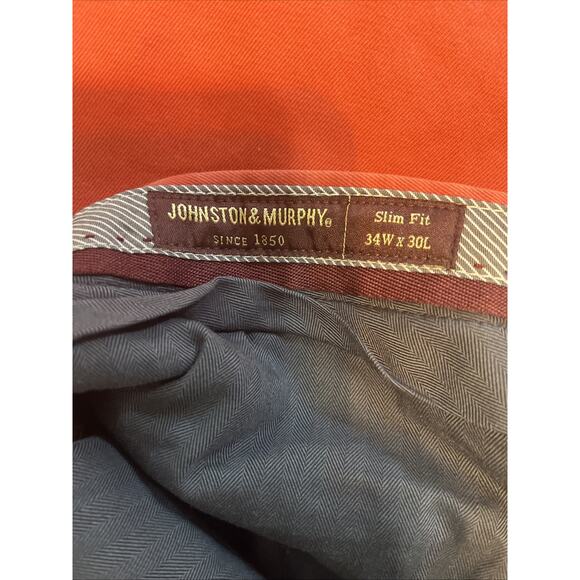 JOHNSTON & MURPHY®
SINCE 1850
Slim Fit
34W x 30L